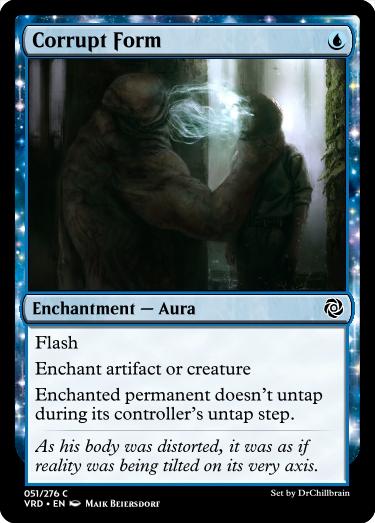 Corrupt Form
Enchantment — Aura
Flash
Enchant artifact or creature
Enchanted permanent doesn't untap
during its controller's untap step.
As his body was distorted, it was as if
reality was being tilted on its very axis.
051/276 C
VRD • EN Maik Beiersdorf
Set by DrChillbrain